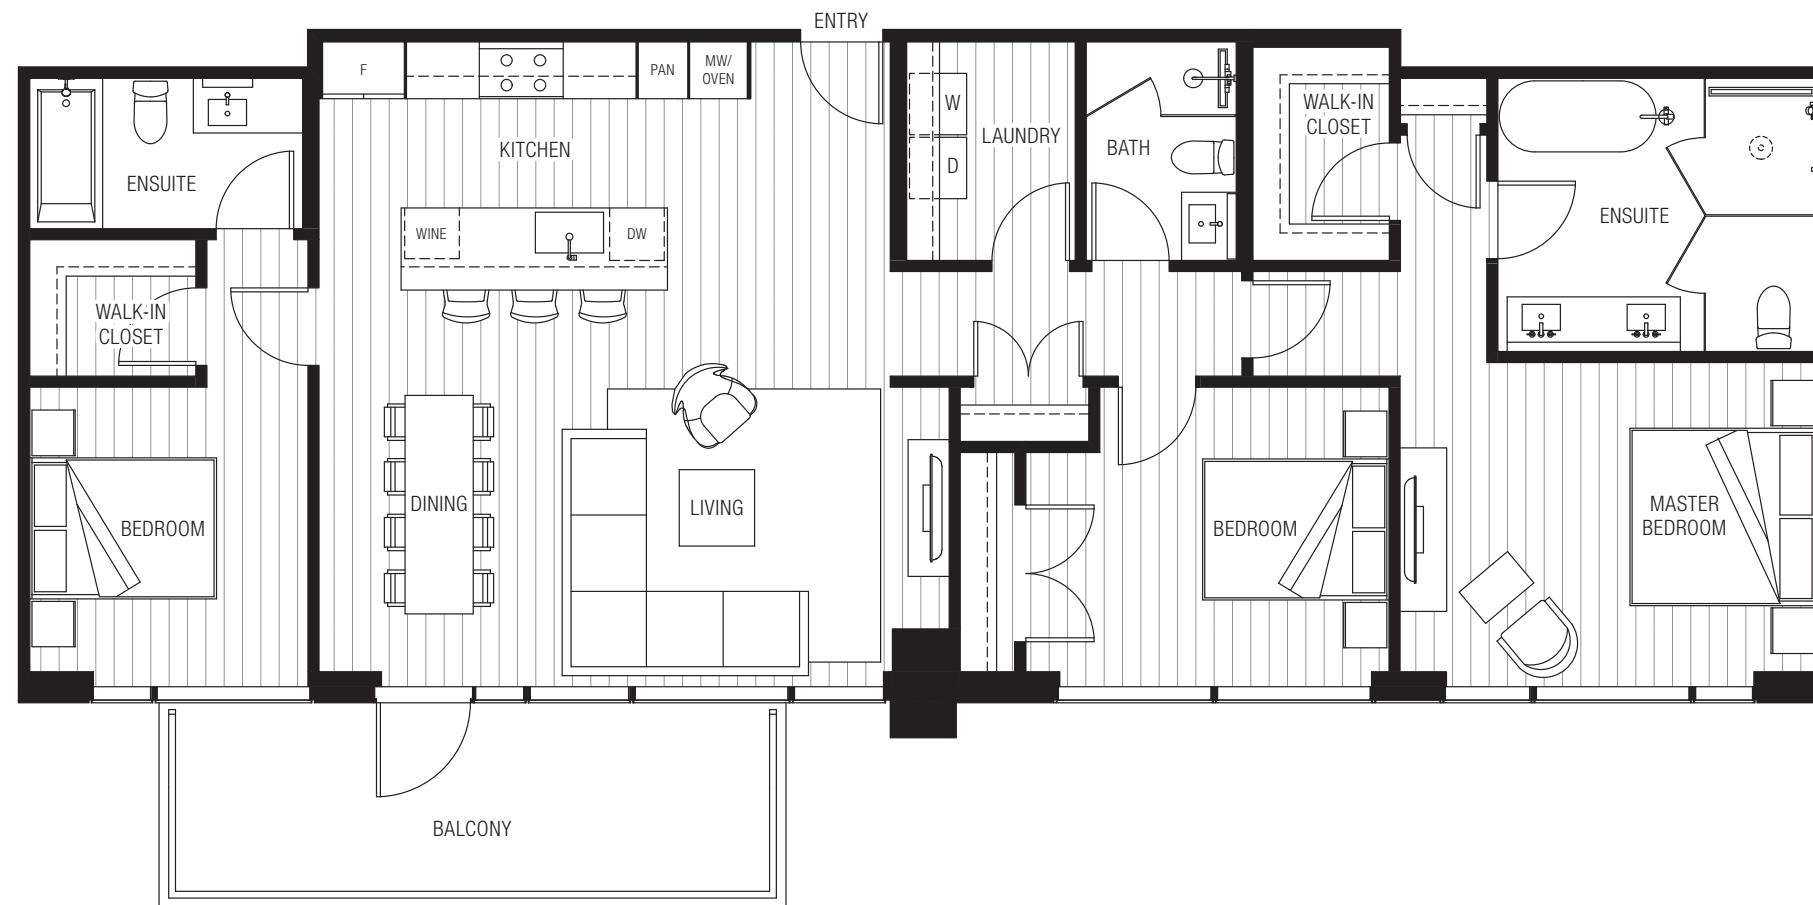 ENTRY
F
PAN
MW/
OVEN
KITCHEN
ENSUITE
WINE
DW
WALK-IN
CLOSET
BEDROOM
DINING
LIVING
BALCONY
W
D
LAUNDRY
BATH
WALK-IN
CLOSET
ENSUITE
BEDROOM
MASTER
BEDROOM